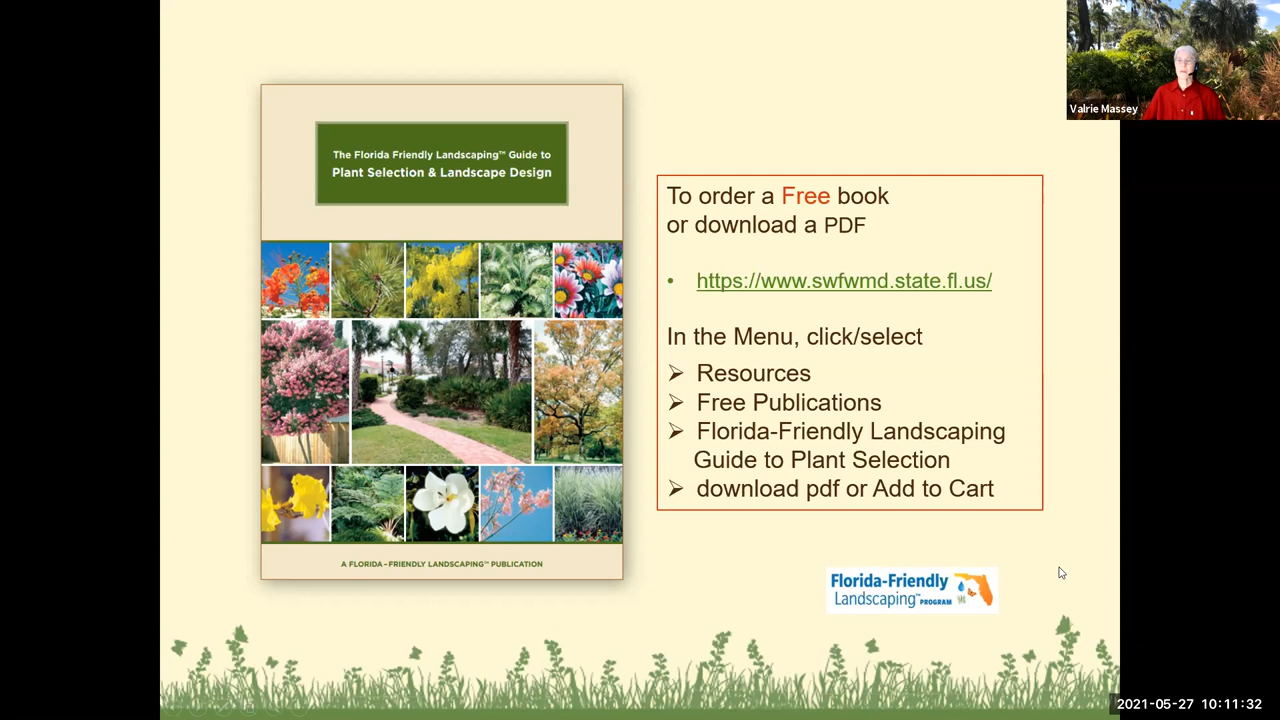 Valrie Massey
The Florida Friendly Landscaping™ Guide to
Plant Selection & Landscape Design
A FLORIDA-FRIENDLY LANDSCAPING™ PUBLICATION
To order a Free book
or download a PDF
• https://www.swfwmd.state.fl.us/
In the Menu, click/select
➢ Resources
➢ Free Publications
➢ Florida-Friendly Landscaping
Guide to Plant Selection
➢ download pdf or Add to Cart
Florida-Friendly
Landscaping™ PROGRAM
2021-05-27 10:11:32